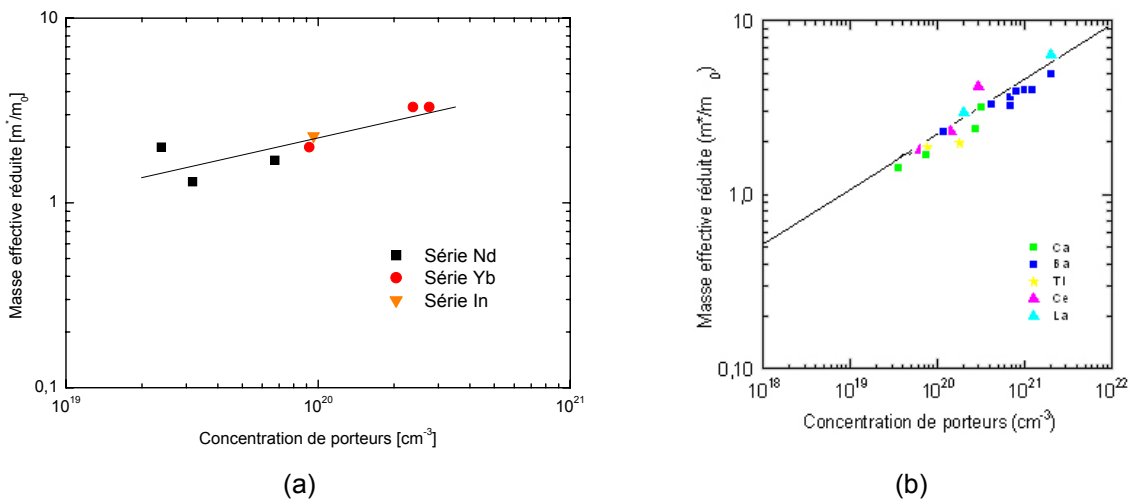 10
1
0,1
10^19
10^20
10^21
Masse effective réduite [m*/m0]
Concentration de porteurs [cm-3]
Série Nd
Série Yb
Série In
(a)
10
1,0
0,10
10^18
10^19
10^20
10^21
10^22
Masse effective réduite (m*/m0)
Concentration de porteurs (cm-3)
Ca
Ba
Tl
Ce
La
(b)